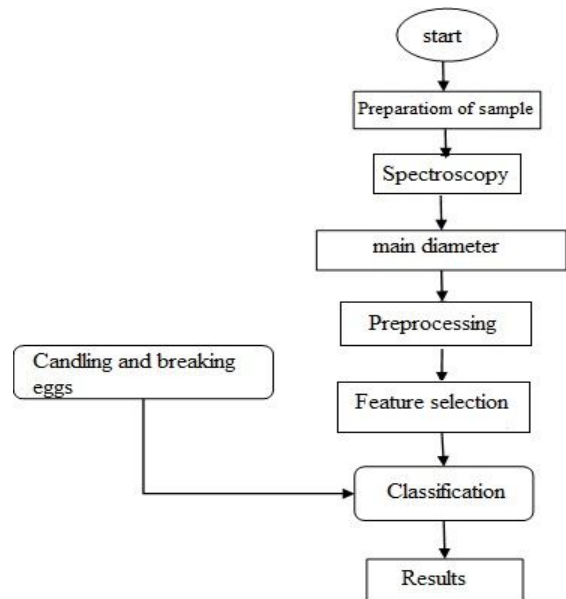 start
Preparatiom of sample
Spectroscopy
main diameter
Preprocessing
Candling and breaking
eggs
Feature selection
Classification
Results